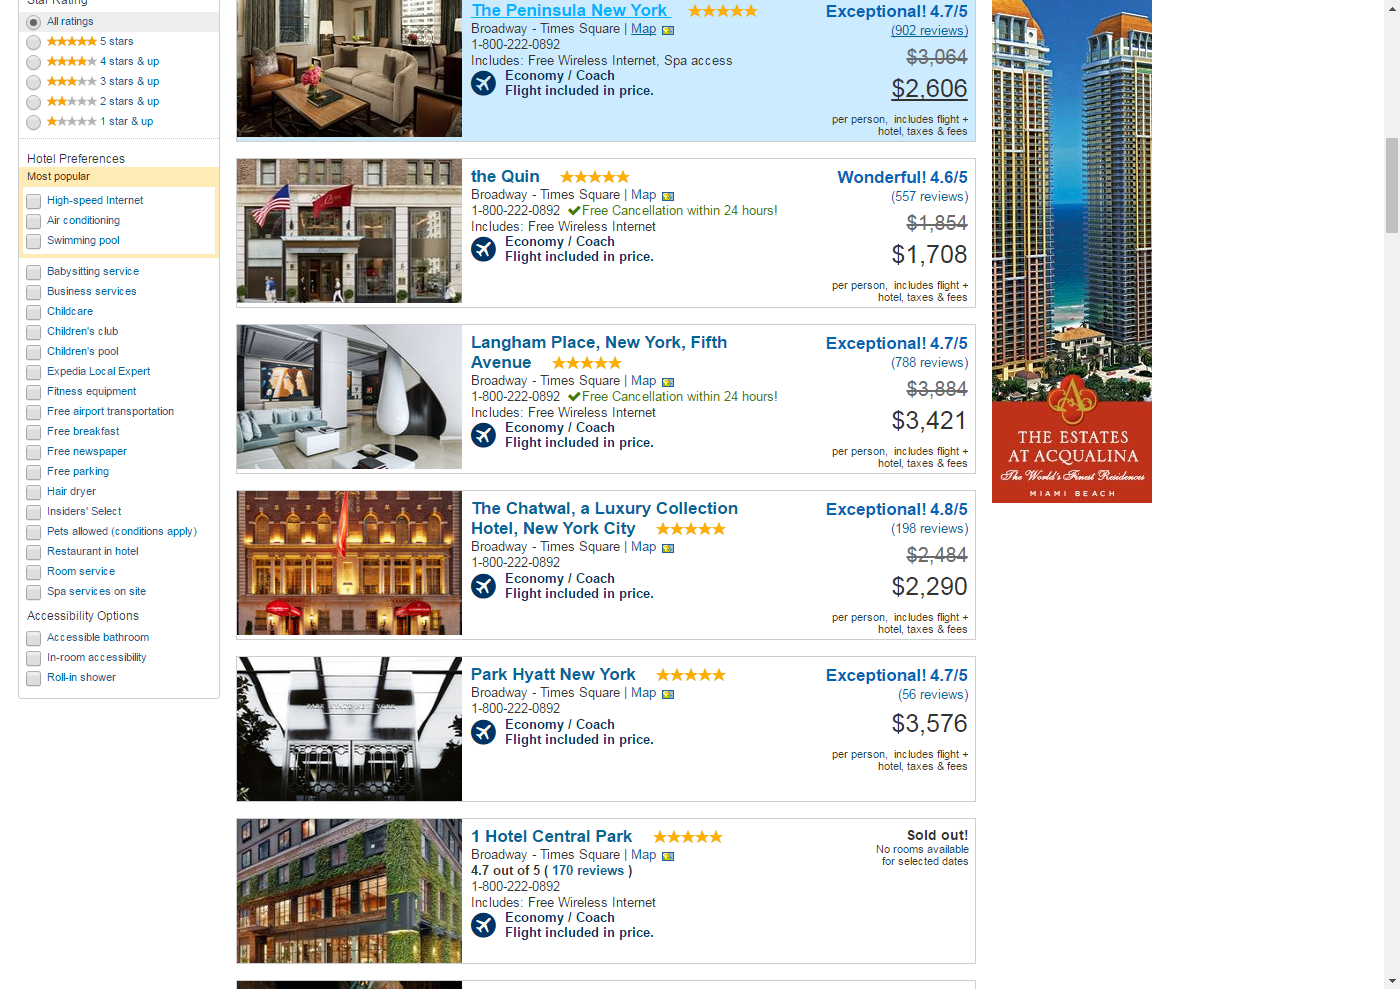 Star Rating
All ratings
5 stars
4 stars & up
3 stars & up
2 stars & up
1 star & up
Hotel Preferences
Most popular
High-speed Internet
Air conditioning
Swimming pool
Babysitting service
Business services
Childcare
Children's club
Children's pool
Expedia Local Expert
Fitness equipment
Free airport transportation
Free breakfast
Free newspaper
Free parking
Hair dryer
Insiders' Select
Pets allowed (conditions apply)
Restaurant in hotel
Room service
Spa services on site
Accessibility Options
Accessible bathroom
In-room accessibility
Roll-in shower
The Peninsula New York
Broadway - Times Square | Map
1-800-222-0892
Includes: Free Wireless Internet, Spa access
Economy / Coach
Flight included in price.
Exceptional! 4.7/5
(902 reviews)
$3,064
$2,606
per person, includes flight +
hotel, taxes & fees
the Quin
Broadway - Times Square | Map
1-800-222-0892 Free Cancellation within 24 hours!
Includes: Free Wireless Internet
Economy / Coach
Flight included in price.
Wonderful! 4.6/5
(557 reviews)
$1,854
$1,708
per person, includes flight +
hotel, taxes & fees
Langham Place, New York, Fifth
Avenue
Broadway - Times Square | Map
1-800-222-0892 Free Cancellation within 24 hours!
Includes: Free Wireless Internet
Economy / Coach
Flight included in price.
Exceptional! 4.7/5
(788 reviews)
$3,884
$3,421
per person, includes flight +
hotel, taxes & fees
The Chatwal, a Luxury Collection
Hotel, New York City
Broadway - Times Square | Map
1-800-222-0892
Economy / Coach
Flight included in price.
Exceptional! 4.8/5
(198 reviews)
$2,484
$2,290
per person, includes flight +
hotel, taxes & fees
PARK HYATT NEW YORK
Park Hyatt New York
Broadway - Times Square | Map
1-800-222-0892
Economy / Coach
Flight included in price.
Exceptional! 4.7/5
(56 reviews)
$3,576
per person, includes flight +
hotel, taxes & fees
1 Hotel Central Park
Broadway - Times Square | Map
4.7 out of 5 ( 170 reviews )
1-800-222-0892
Includes: Free Wireless Internet
Economy / Coach
Flight included in price.
Sold out!
No rooms available
for selected dates
THE ESTATES
AT ACQUALINA
The World's Finest Residences
MIAMI BEACH